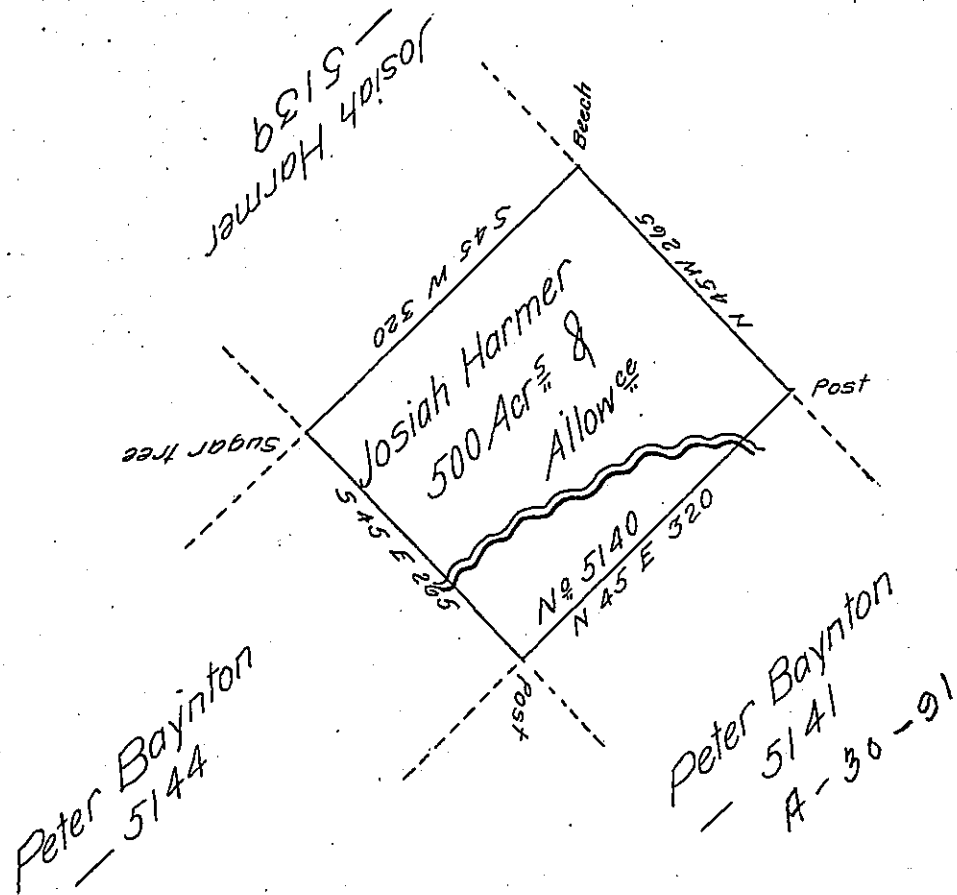 Josiah Harmer
— 5139
Beech
S 45 W 320
N 45 W 265
Josiah Harmer
500 Acrs &
Allowce
Post
Sugar tree
S 45 E 265
No 5140
N 45 E 320
Post
Peter Baynton
— 5144
Peter Baynton
— 5141
A-30-91